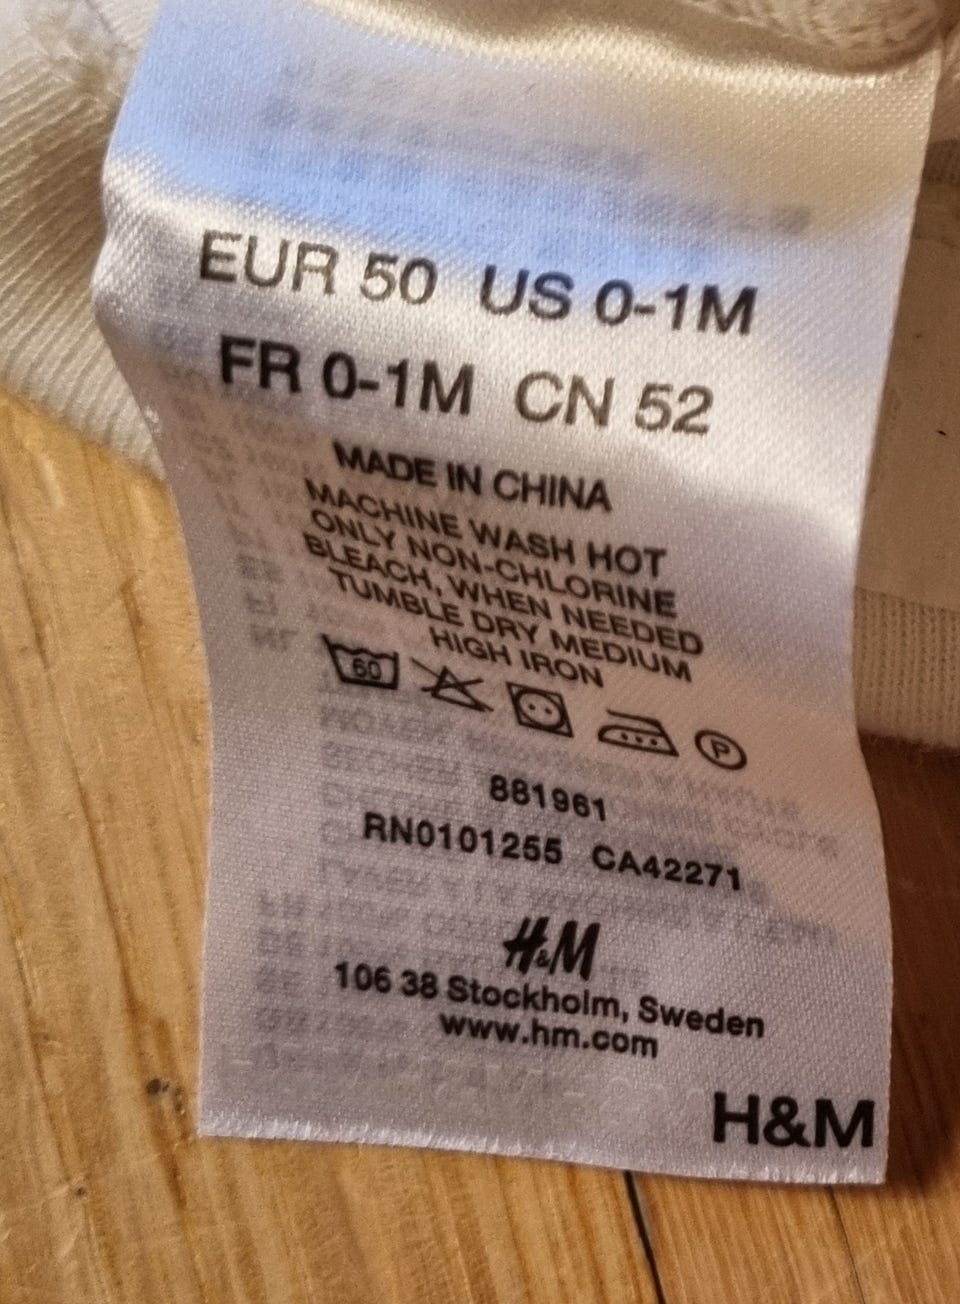 EUR 50 US 0-1M
FR 0-1M CN 52
MADE IN CHINA
MACHINE WASH HOT
ONLY NON-CHLORINE
BLEACH, WHEN NEEDED
TUMBLE DRY MEDIUM
HIGH IRON
60 P
881961
RN0101255 CA42271
H&M
106 38 Stockholm, Sweden
www.hm.com
H&M